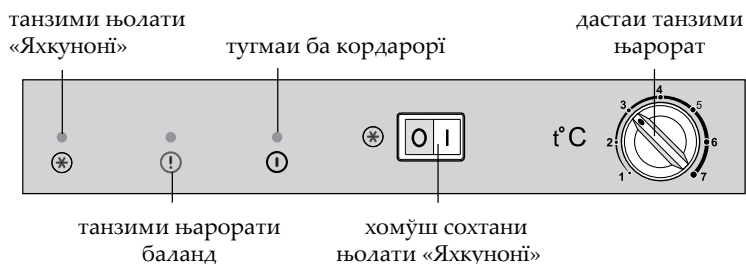 танзими њолати
«Яхкунонї»
тугмаи ба кордарорї
дастаи танзими
њарорат
t°C
O I
1
2
3
4
5
6
7
танзими њарорати
баланд
хомўш сохтани
њолати «Яхкунонї»